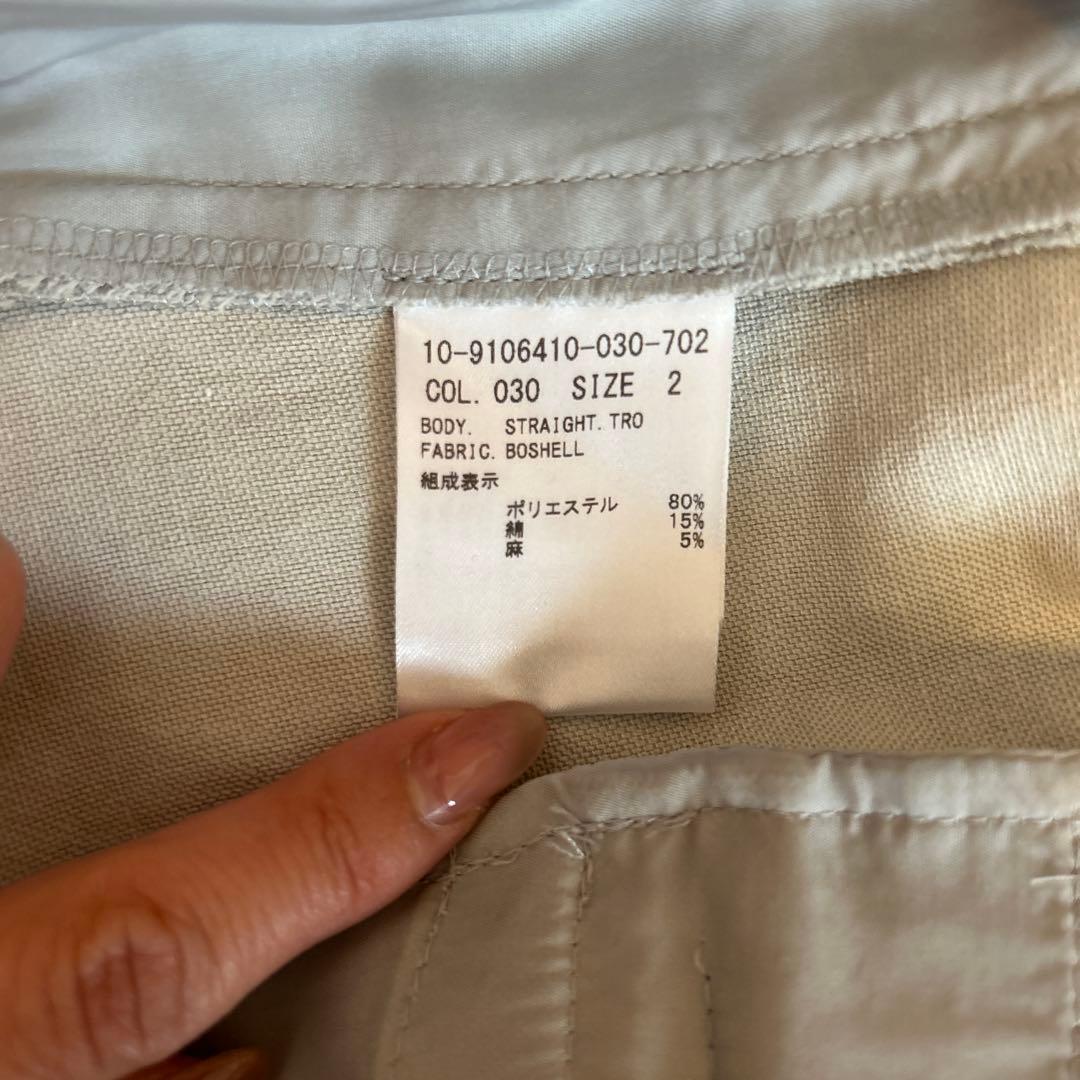 10-9106410-030-702
COL. 030 SIZE 2
BODY. STRAIGHT. TRO
FABRIC. BOSHELL
組成表示
ポリエステル 80%
綿 15%
麻 5%